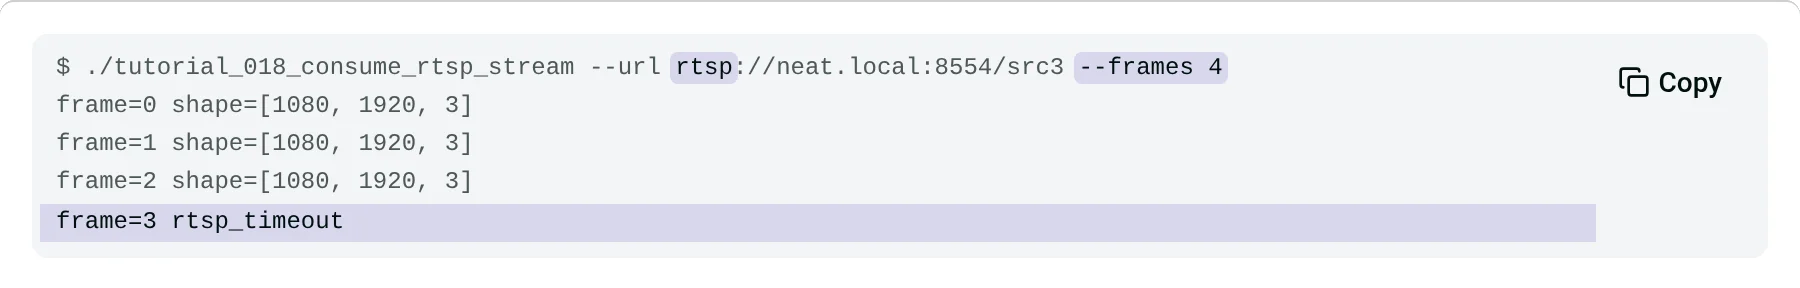 $ ./tutorial_018_consume_rtsp_stream --url rtsp://neat.local:8554/src3 --frames 4
Copy
frame=0 shape=[1080, 1920, 3]
frame=1 shape=[1080, 1920, 3]
frame=2 shape=[1080, 1920, 3]
frame=3 rtsp_timeout